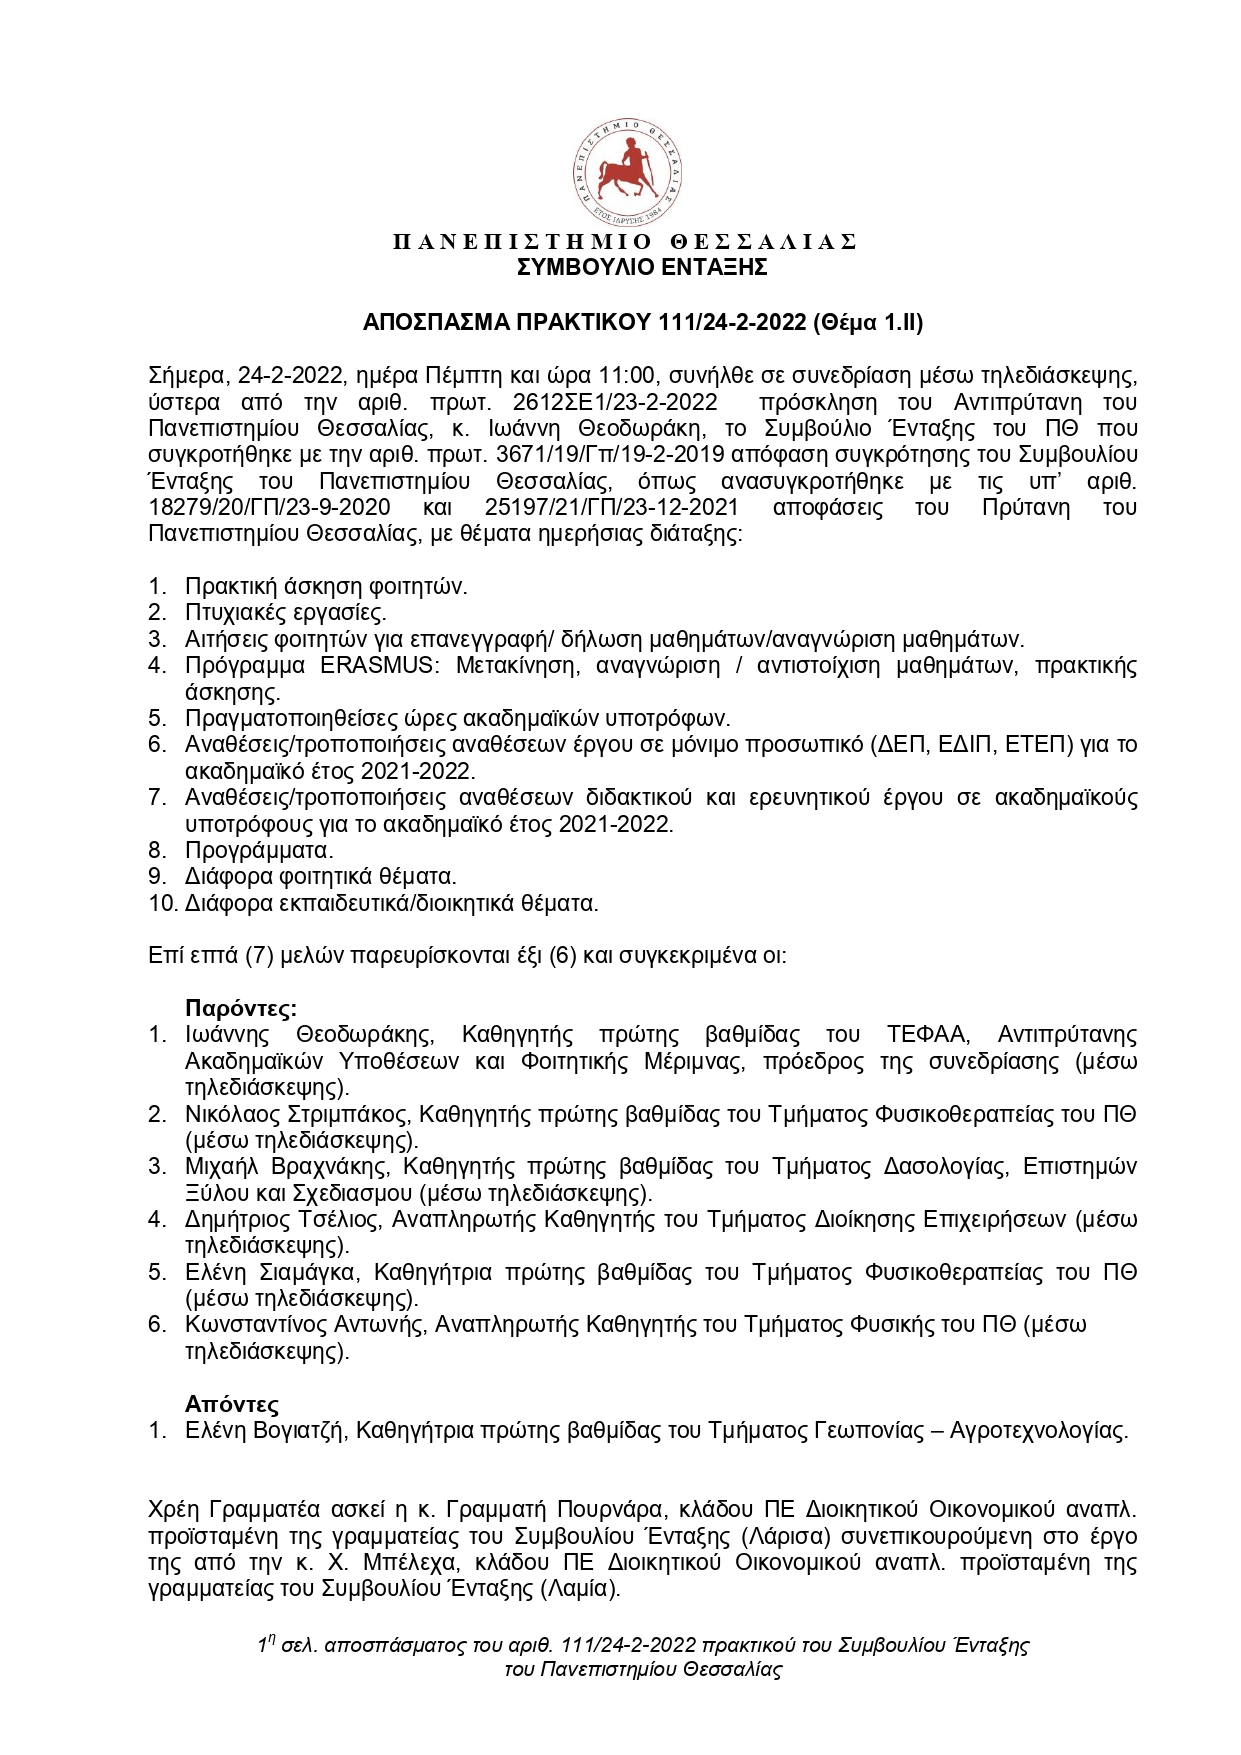 ΠΑΝΕΠΙΣΤΗΜΙΟ ΘΕΣΣΑΛΙΑΣ
ΕΤΟΣ ΙΔΡΥΣΗΣ 1984
ΠΑΝΕΠΙΣΤΗΜΙΟ ΘΕΣΣΑΛΙΑΣ
ΣΥΜΒΟΥΛΙΟ ΕΝΤΑΞΗΣ
ΑΠΟΣΠΑΣΜΑ ΠΡΑΚΤΙΚΟΥ 111/24-2-2022 (Θέμα 1.ΙΙ)
Σήμερα, 24-2-2022, ημέρα Πέμπτη και ώρα 11:00, συνήλθε σε συνεδρίαση μέσω τηλεδιάσκεψης,
ύστερα από την αριθ. πρωτ. 2612ΣΕ1/23-2-2022 πρόσκληση του Αντιπρύτανη του
Πανεπιστημίου Θεσσαλίας, κ. Ιωάννη Θεοδωράκη, το Συμβούλιο Ένταξης του ΠΘ που
συγκροτήθηκε με την αριθ. πρωτ. 3671/19/Γπ/19-2-2019 απόφαση συγκρότησης του Συμβουλίου
Ένταξης του Πανεπιστημίου Θεσσαλίας, όπως ανασυγκροτήθηκε με τις υπ’ αριθ.
18279/20/ΓΠ/23-9-2020 και 25197/21/ΓΠ/23-12-2021 αποφάσεις του Πρύτανη του
Πανεπιστημίου Θεσσαλίας, με θέματα ημερήσιας διάταξης:
1. Πρακτική άσκηση φοιτητών.
2. Πτυχιακές εργασίες.
3. Αιτήσεις φοιτητών για επανεγγραφή/ δήλωση μαθημάτων/αναγνώριση μαθημάτων.
4. Πρόγραμμα ERASMUS: Μετακίνηση, αναγνώριση / αντιστοίχιση μαθημάτων, πρακτικής
άσκησης.
5. Πραγματοποιηθείσες ώρες ακαδημαϊκών υποτρόφων.
6. Αναθέσεις/τροποποιήσεις αναθέσεων έργου σε μόνιμο προσωπικό (ΔΕΠ, ΕΔΙΠ, ΕΤΕΠ) για το
ακαδημαϊκό έτος 2021-2022.
7. Αναθέσεις/τροποποιήσεις αναθέσεων διδακτικού και ερευνητικού έργου σε ακαδημαϊκούς
υποτρόφους για το ακαδημαϊκό έτος 2021-2022.
8. Προγράμματα.
9. Διάφορα φοιτητικά θέματα.
10. Διάφορα εκπαιδευτικά/διοικητικά θέματα.
Επί επτά (7) μελών παρευρίσκονται έξι (6) και συγκεκριμένα οι:
Παρόντες:
1. Ιωάννης Θεοδωράκης, Καθηγητής πρώτης βαθμίδας του ΤΕΦΑΑ, Αντιπρύτανης
Ακαδημαϊκών Υποθέσεων και Φοιτητικής Μέριμνας, πρόεδρος της συνεδρίασης (μέσω
τηλεδιάσκεψης).
2. Νικόλαος Στριμπάκος, Καθηγητής πρώτης βαθμίδας του Τμήματος Φυσικοθεραπείας του ΠΘ
(μέσω τηλεδιάσκεψης).
3. Μιχαήλ Βραχνάκης, Καθηγητής πρώτης βαθμίδας του Τμήματος Δασολογίας, Επιστημών
Ξύλου και Σχεδιασμου (μέσω τηλεδιάσκεψης).
4. Δημήτριος Τσέλιος, Αναπληρωτής Καθηγητής του Τμήματος Διοίκησης Επιχειρήσεων (μέσω
τηλεδιάσκεψης).
5. Ελένη Σιαμάγκα, Καθηγήτρια πρώτης βαθμίδας του Τμήματος Φυσικοθεραπείας του ΠΘ
(μέσω τηλεδιάσκεψης).
6. Κωνσταντίνος Αντωνής, Αναπληρωτής Καθηγητής του Τμήματος Φυσικής του ΠΘ (μέσω
τηλεδιάσκεψης).
Απόντες
1. Ελένη Βογιατζή, Καθηγήτρια πρώτης βαθμίδας του Τμήματος Γεωπονίας – Αγροτεχνολογίας.
Χρέη Γραμματέα ασκεί η κ. Γραμματή Πουρνάρα, κλάδου ΠΕ Διοικητικού Οικονομικού αναπλ.
προϊσταμένη της γραμματείας του Συμβουλίου Ένταξης (Λάρισα) συνεπικουρούμενη στο έργο
της από την κ. Χ. Μπέλεχα, κλάδου ΠΕ Διοικητικού Οικονομικού αναπλ. προϊσταμένη της
γραμματείας του Συμβουλίου Ένταξης (Λαμία).
1η σελ. αποσπάσματος του αριθ. 111/24-2-2022 πρακτικού του Συμβουλίου Ένταξης
του Πανεπιστημίου Θεσσαλίας